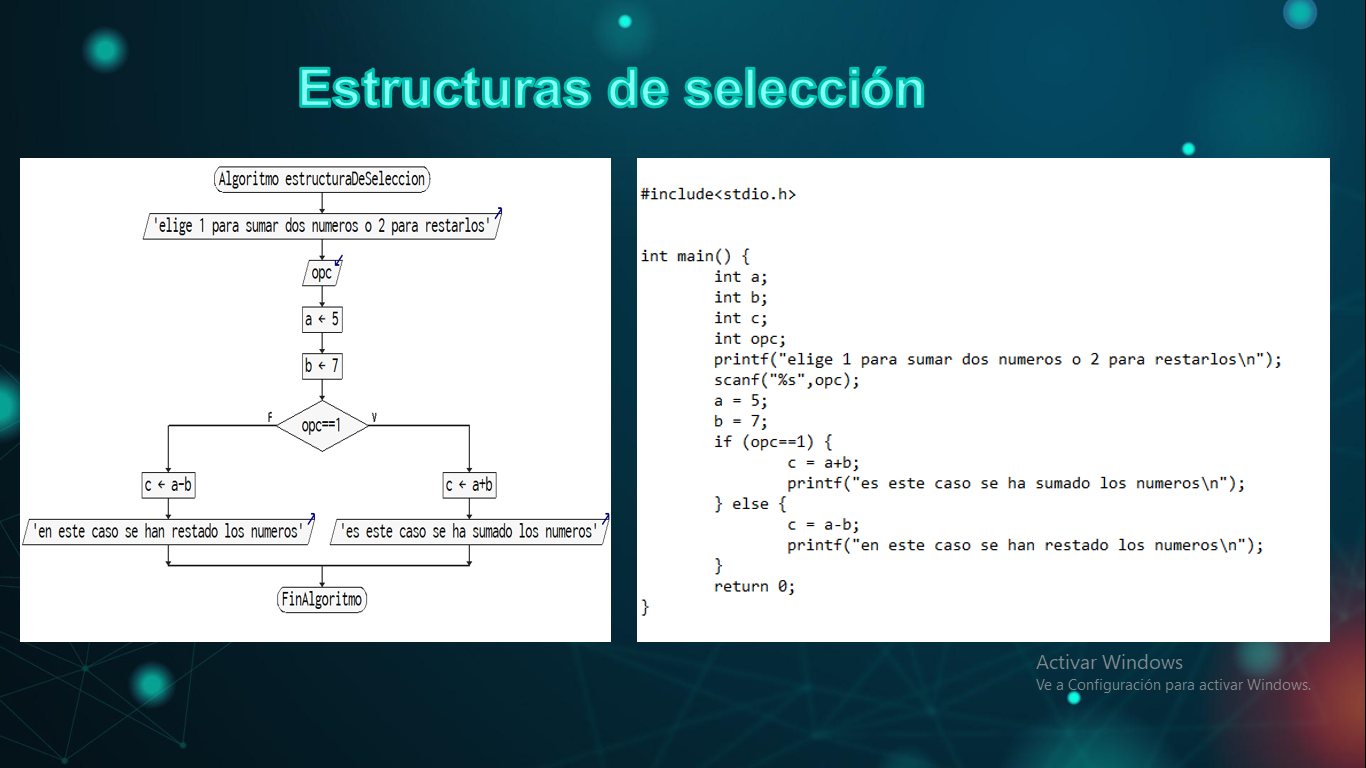 Estructuras de selección
Algoritmo estructuraDeSeleccion
'elige 1 para sumar dos numeros o 2 para restarlos'
opc
a ← 5
b ← 7
F
opc==1
V
c ← a-b
c ← a+b
'en este caso se han restado los numeros'
'es este caso se ha sumado los numeros'
FinAlgoritmo
#include<stdio.h>
int main() {
int a;
int b;
int c;
int opc;
printf("elige 1 para sumar dos numeros o 2 para restarlos\n");
scanf("%s",opc);
a = 5;
b = 7;
if (opc==1) {
c = a+b;
printf("es este caso se ha sumado los numeros\n");
} else {
c = a-b;
printf("en este caso se han restado los numeros\n");
}
return 0;
}
Activar Windows
Ve a Configuración para activar Windows.